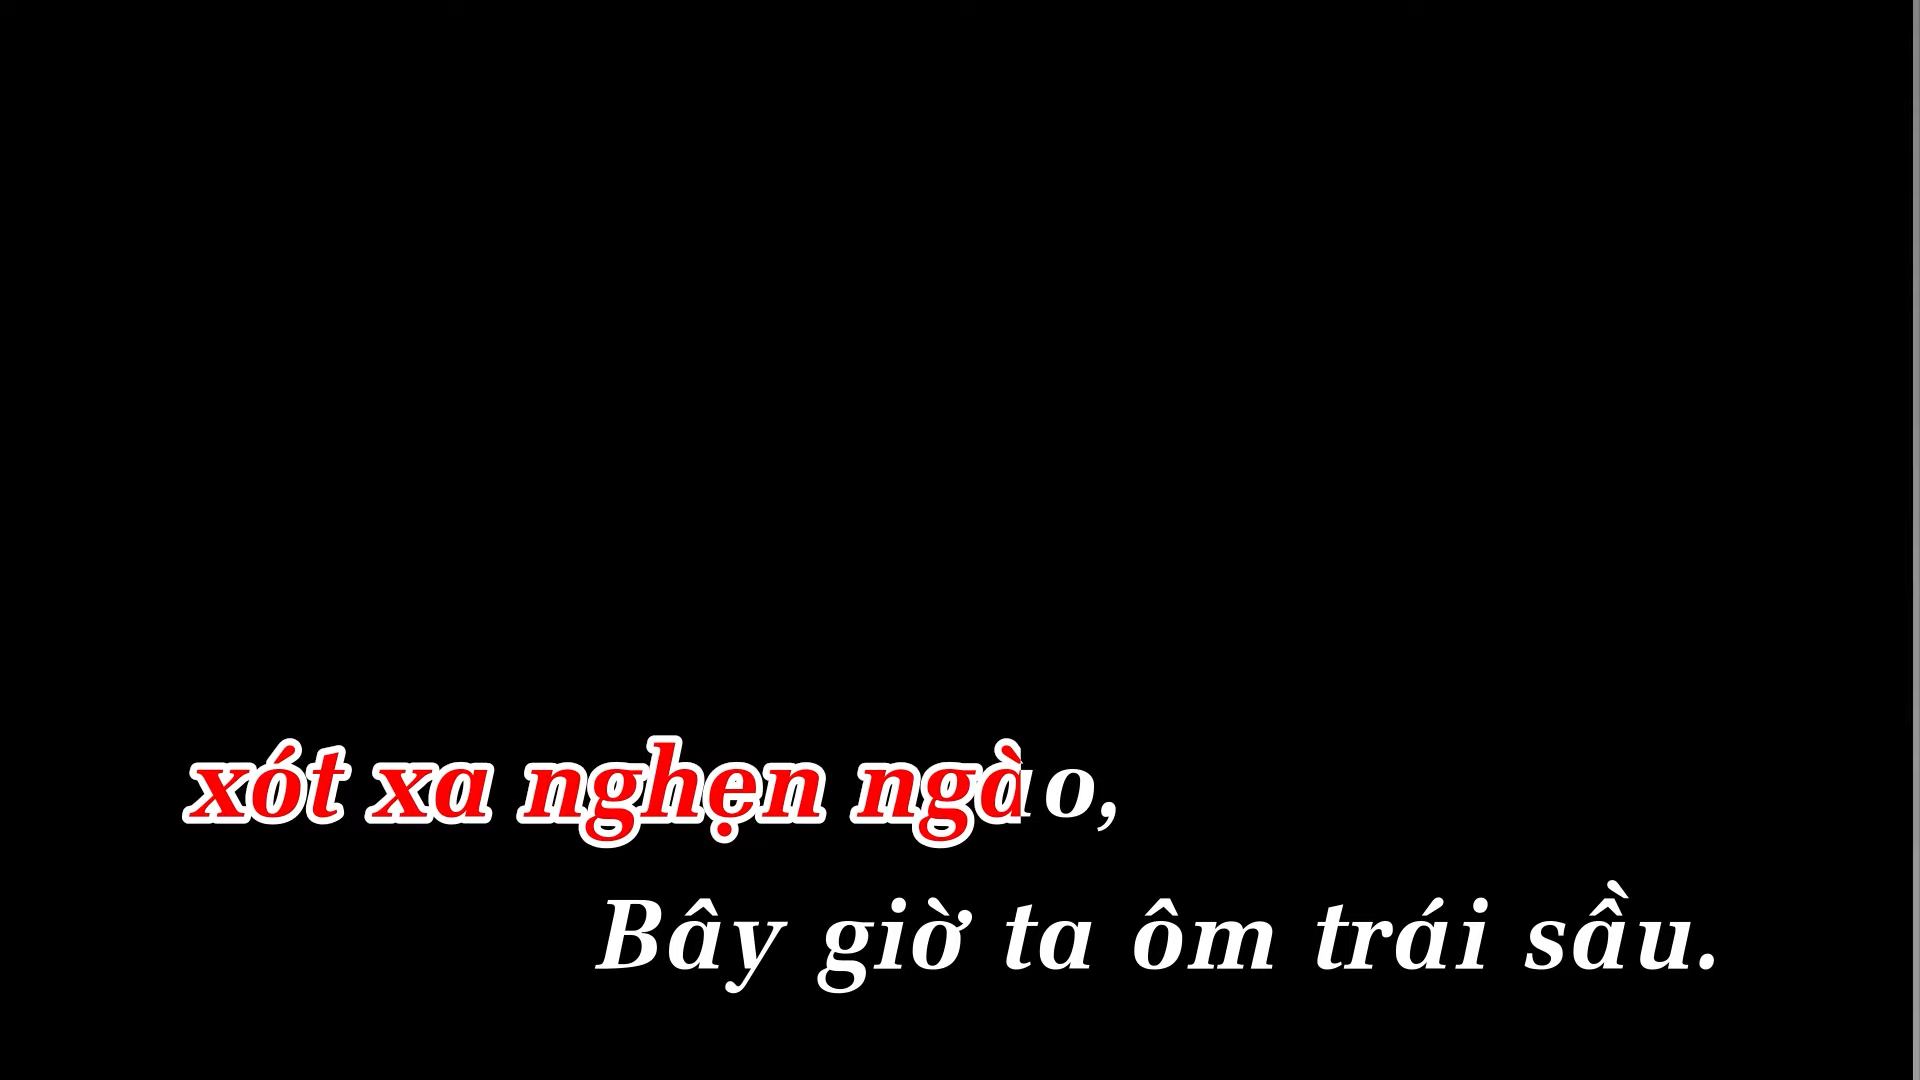 xót xa nghẹn ngào,
Bây giờ ta ôm trái sầu.